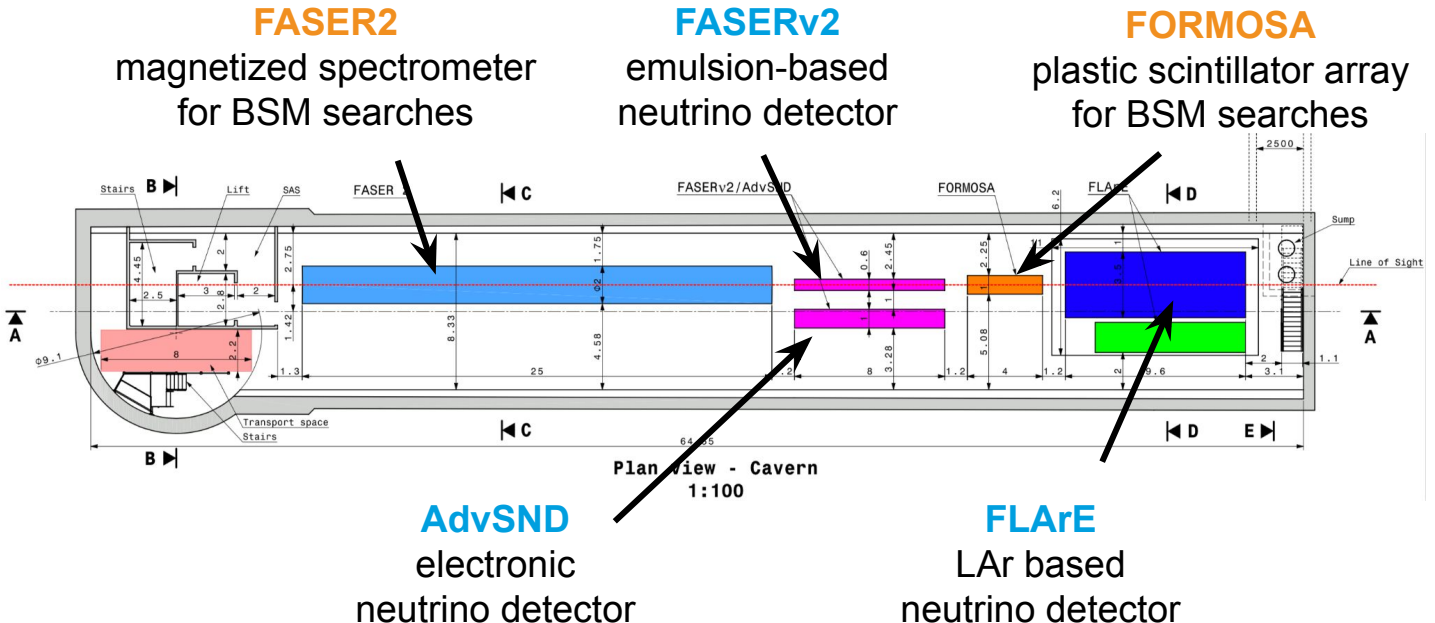 FASER2
magnetized spectrometer
for BSM searches
FASERv2
emulsion-based
neutrino detector
FORMOSA
plastic scintillator array
for BSM searches
2500
Stairs
B
Lift
SAS
FASER
C
FASERν2/AdvSND
FORMOSA
FLArE
D
Sump
Line of Sight
4.45
2
2.75
1.75
0.6
2.45
2.25
6.2
11
1
3.5
2.5
3
2
2.8
Φ2
1
1
1
A
A
1.42
8.33
4.58
3.28
5.08
Φ9.1
8
2.2
1.3
25
.2
8
1.2
4
1.2
2
9.6
2
3.1
1.1
Transport space
Stairs
B
C
D
E
Plan View - Cavern
1:100
AdvSND
electronic
neutrino detector
FLArE
LAr based
neutrino detector